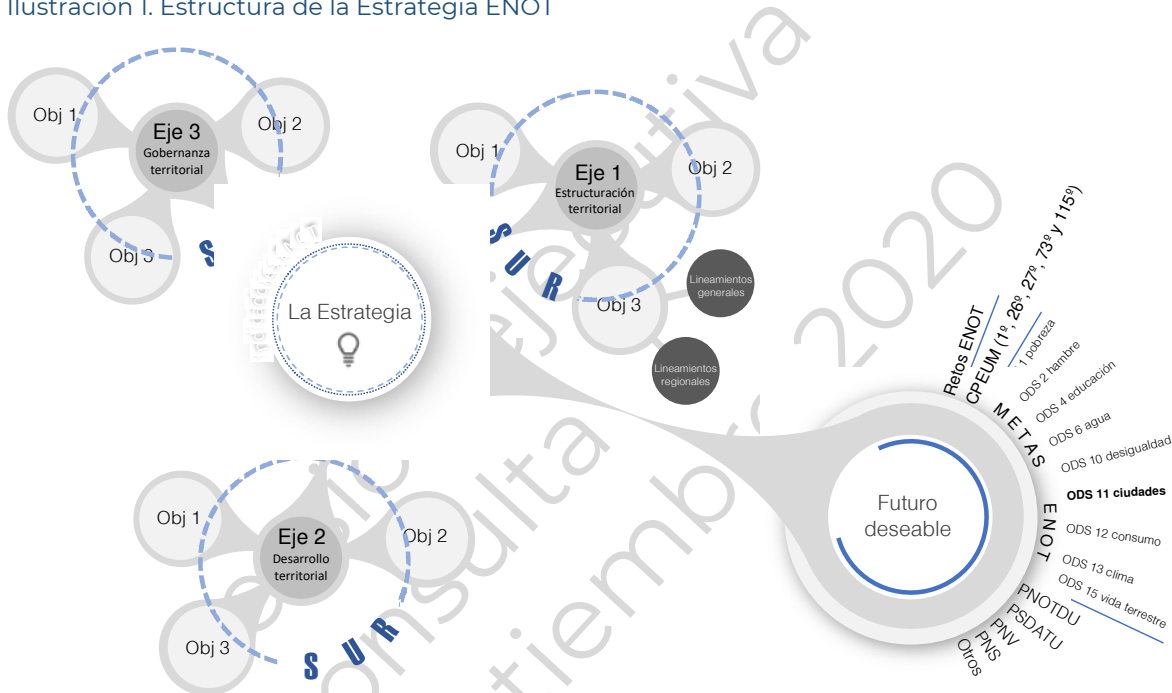 Ilustración 1. Estructura de la Estrategia ENOT
Obj 1
Eje 3
Gobernanza
territorial
Obj 2
Obj 3
S
Obj 1
Eje 1
Estructuración
territorial
Obj 2
Obj 3
S U R
Lineamientos
generales
Lineamientos
regionales
La Estrategia
Obj 1
Eje 2
Desarrollo
territorial
Obj 2
Obj 3
S U R
Futuro
deseable
Retos ENOT
CPEUM (1º, 26º, 27º, 73º y 115º)
METAS ENOT
1 pobreza
ODS 2 hambre
ODS 4 educación
ODS 6 agua
ODS 10 desigualdad
ODS 11 ciudades
ODS 12 consumo
ODS 13 clima
ODS 15 vida terrestre
PNOTDU
PSDATU
PNV
PNS
Otros
2020